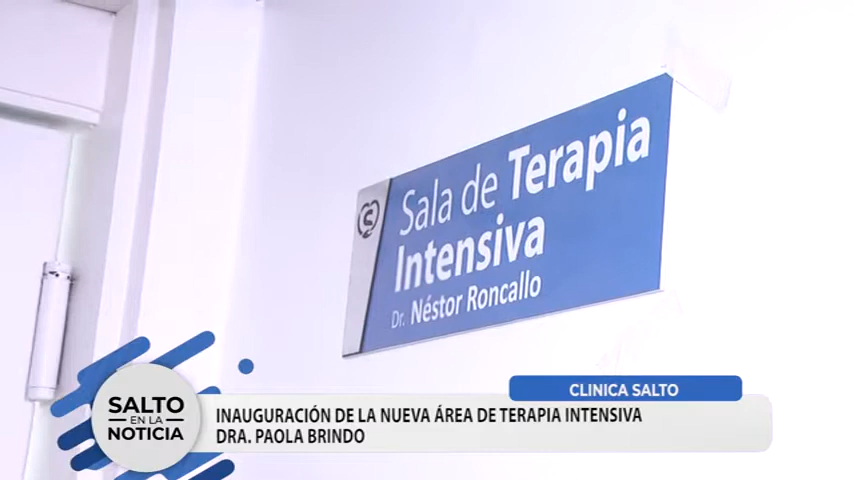 Sala de Terapia
Intensiva
Dr. Néstor Roncallo
CLINICA SALTO
SALTO
EN LA
NOTICIA
INAUGURACIÓN DE LA NUEVA ÁREA DE TERAPIA INTENSIVA
DRA. PAOLA BRINDO